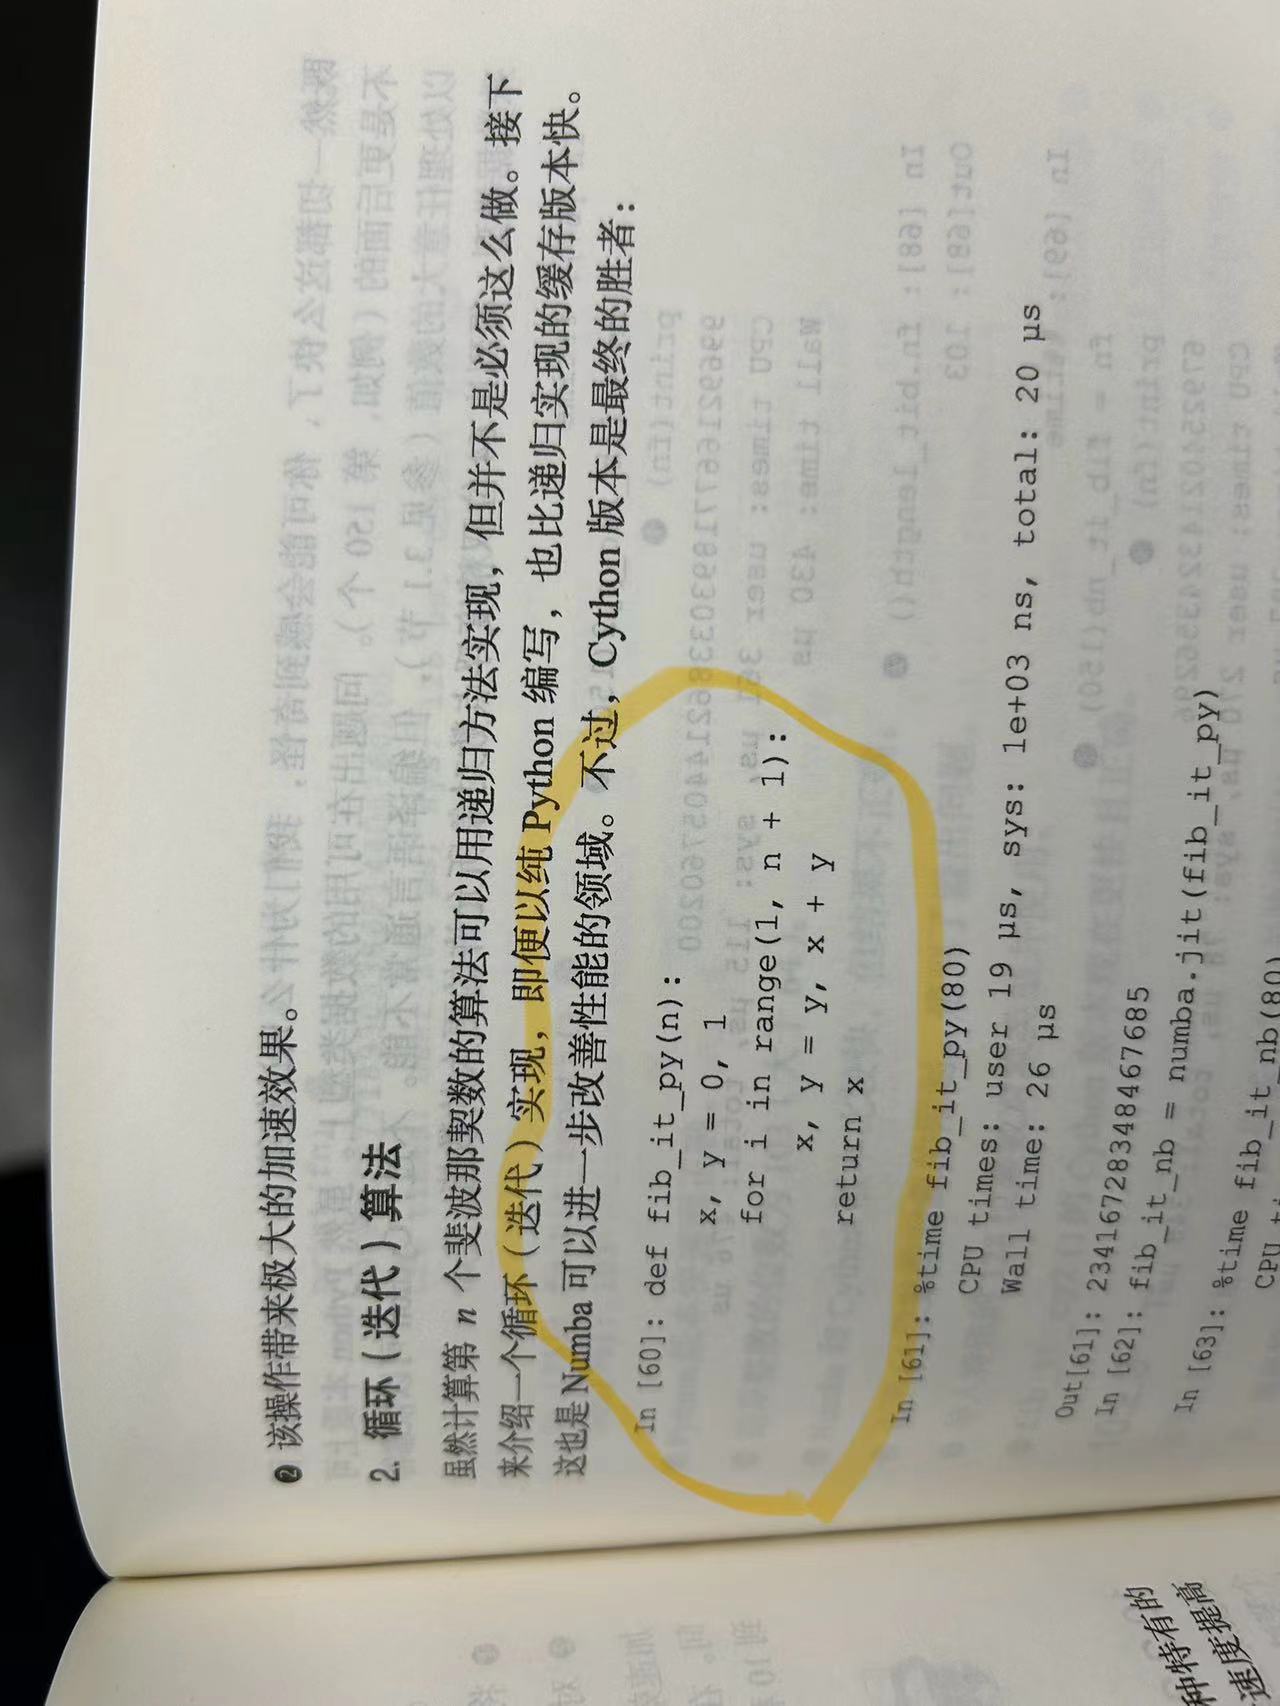 ❷ 该操作带来极大的加速效果。
2. 循环（迭代）算法
虽然计算第 n 个斐波那契数的算法可以用递归方法实现，但并不是必须这么做。接下
来介绍一个循环（迭代）实现，即便以纯 Python 编写，也比递归实现的缓存版本快。
这也是 Numba 可以进一步改善性能的领域。不过，Cython 版本是最终的胜者：
In [60]: def fib_it_py(n):
x, y = 0, 1
for i in range(1, n + 1):
x, y = y, x + y
return x
In [61]: %time fib_it_py(80)
CPU times: user 19 µs, sys: 1e+03 ns, total: 20 µs
Wall time: 26 µs
Out[61]: 23416728348467685
In [62]: fib_it_nb = numba.jit(fib_it_py)
In [63]: %time fib_it_nb(80)
CPU
种特有的
速度提高